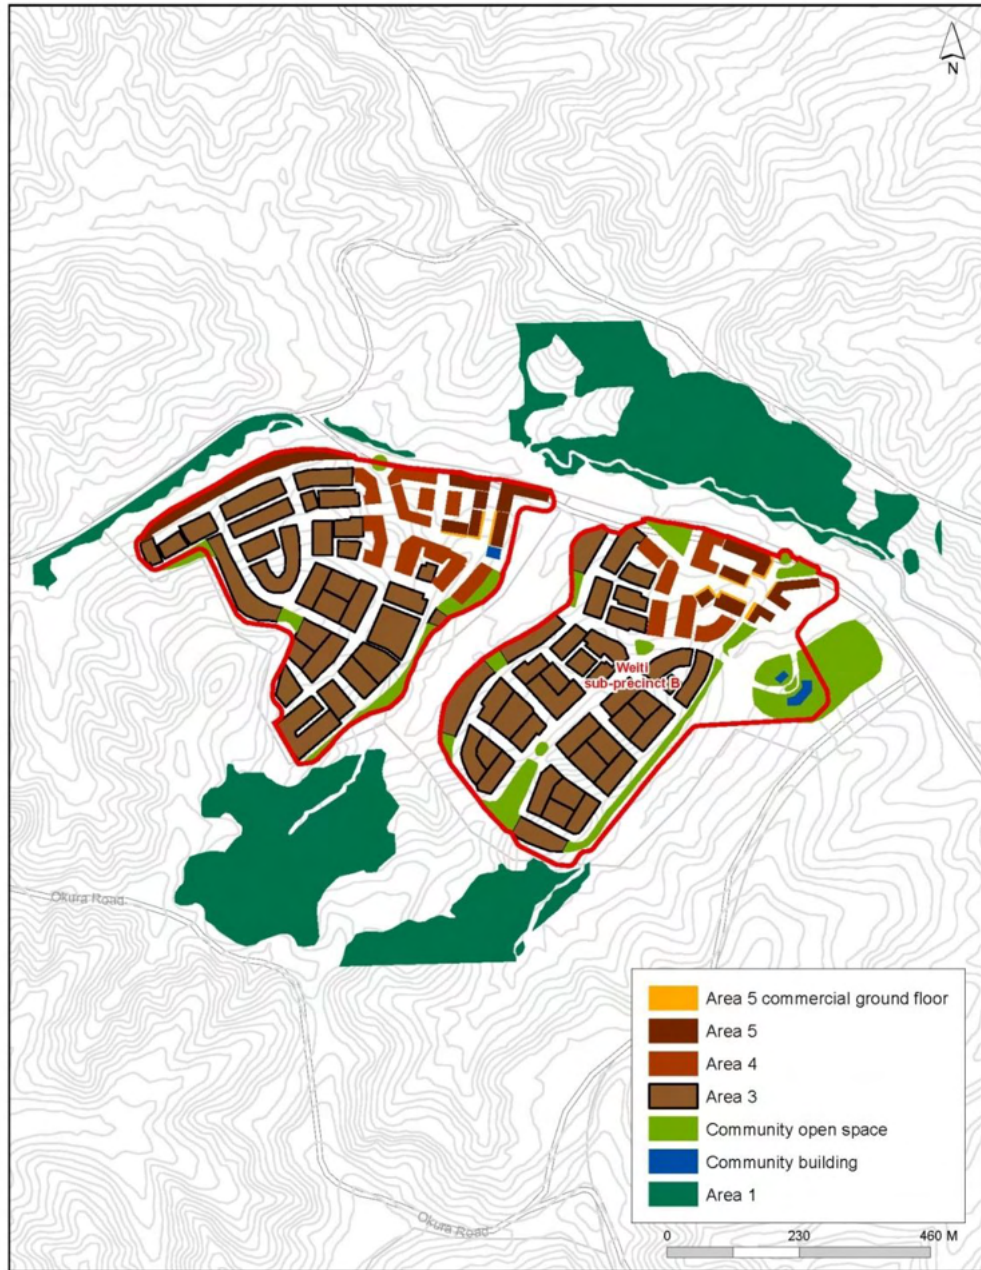 N
Weiti
sub-precinct B
Okura Road
Okura Road
Area 5 commercial ground floor
Area 5
Area 4
Area 3
Community open space
Community building
Area 1
0 230 460 M